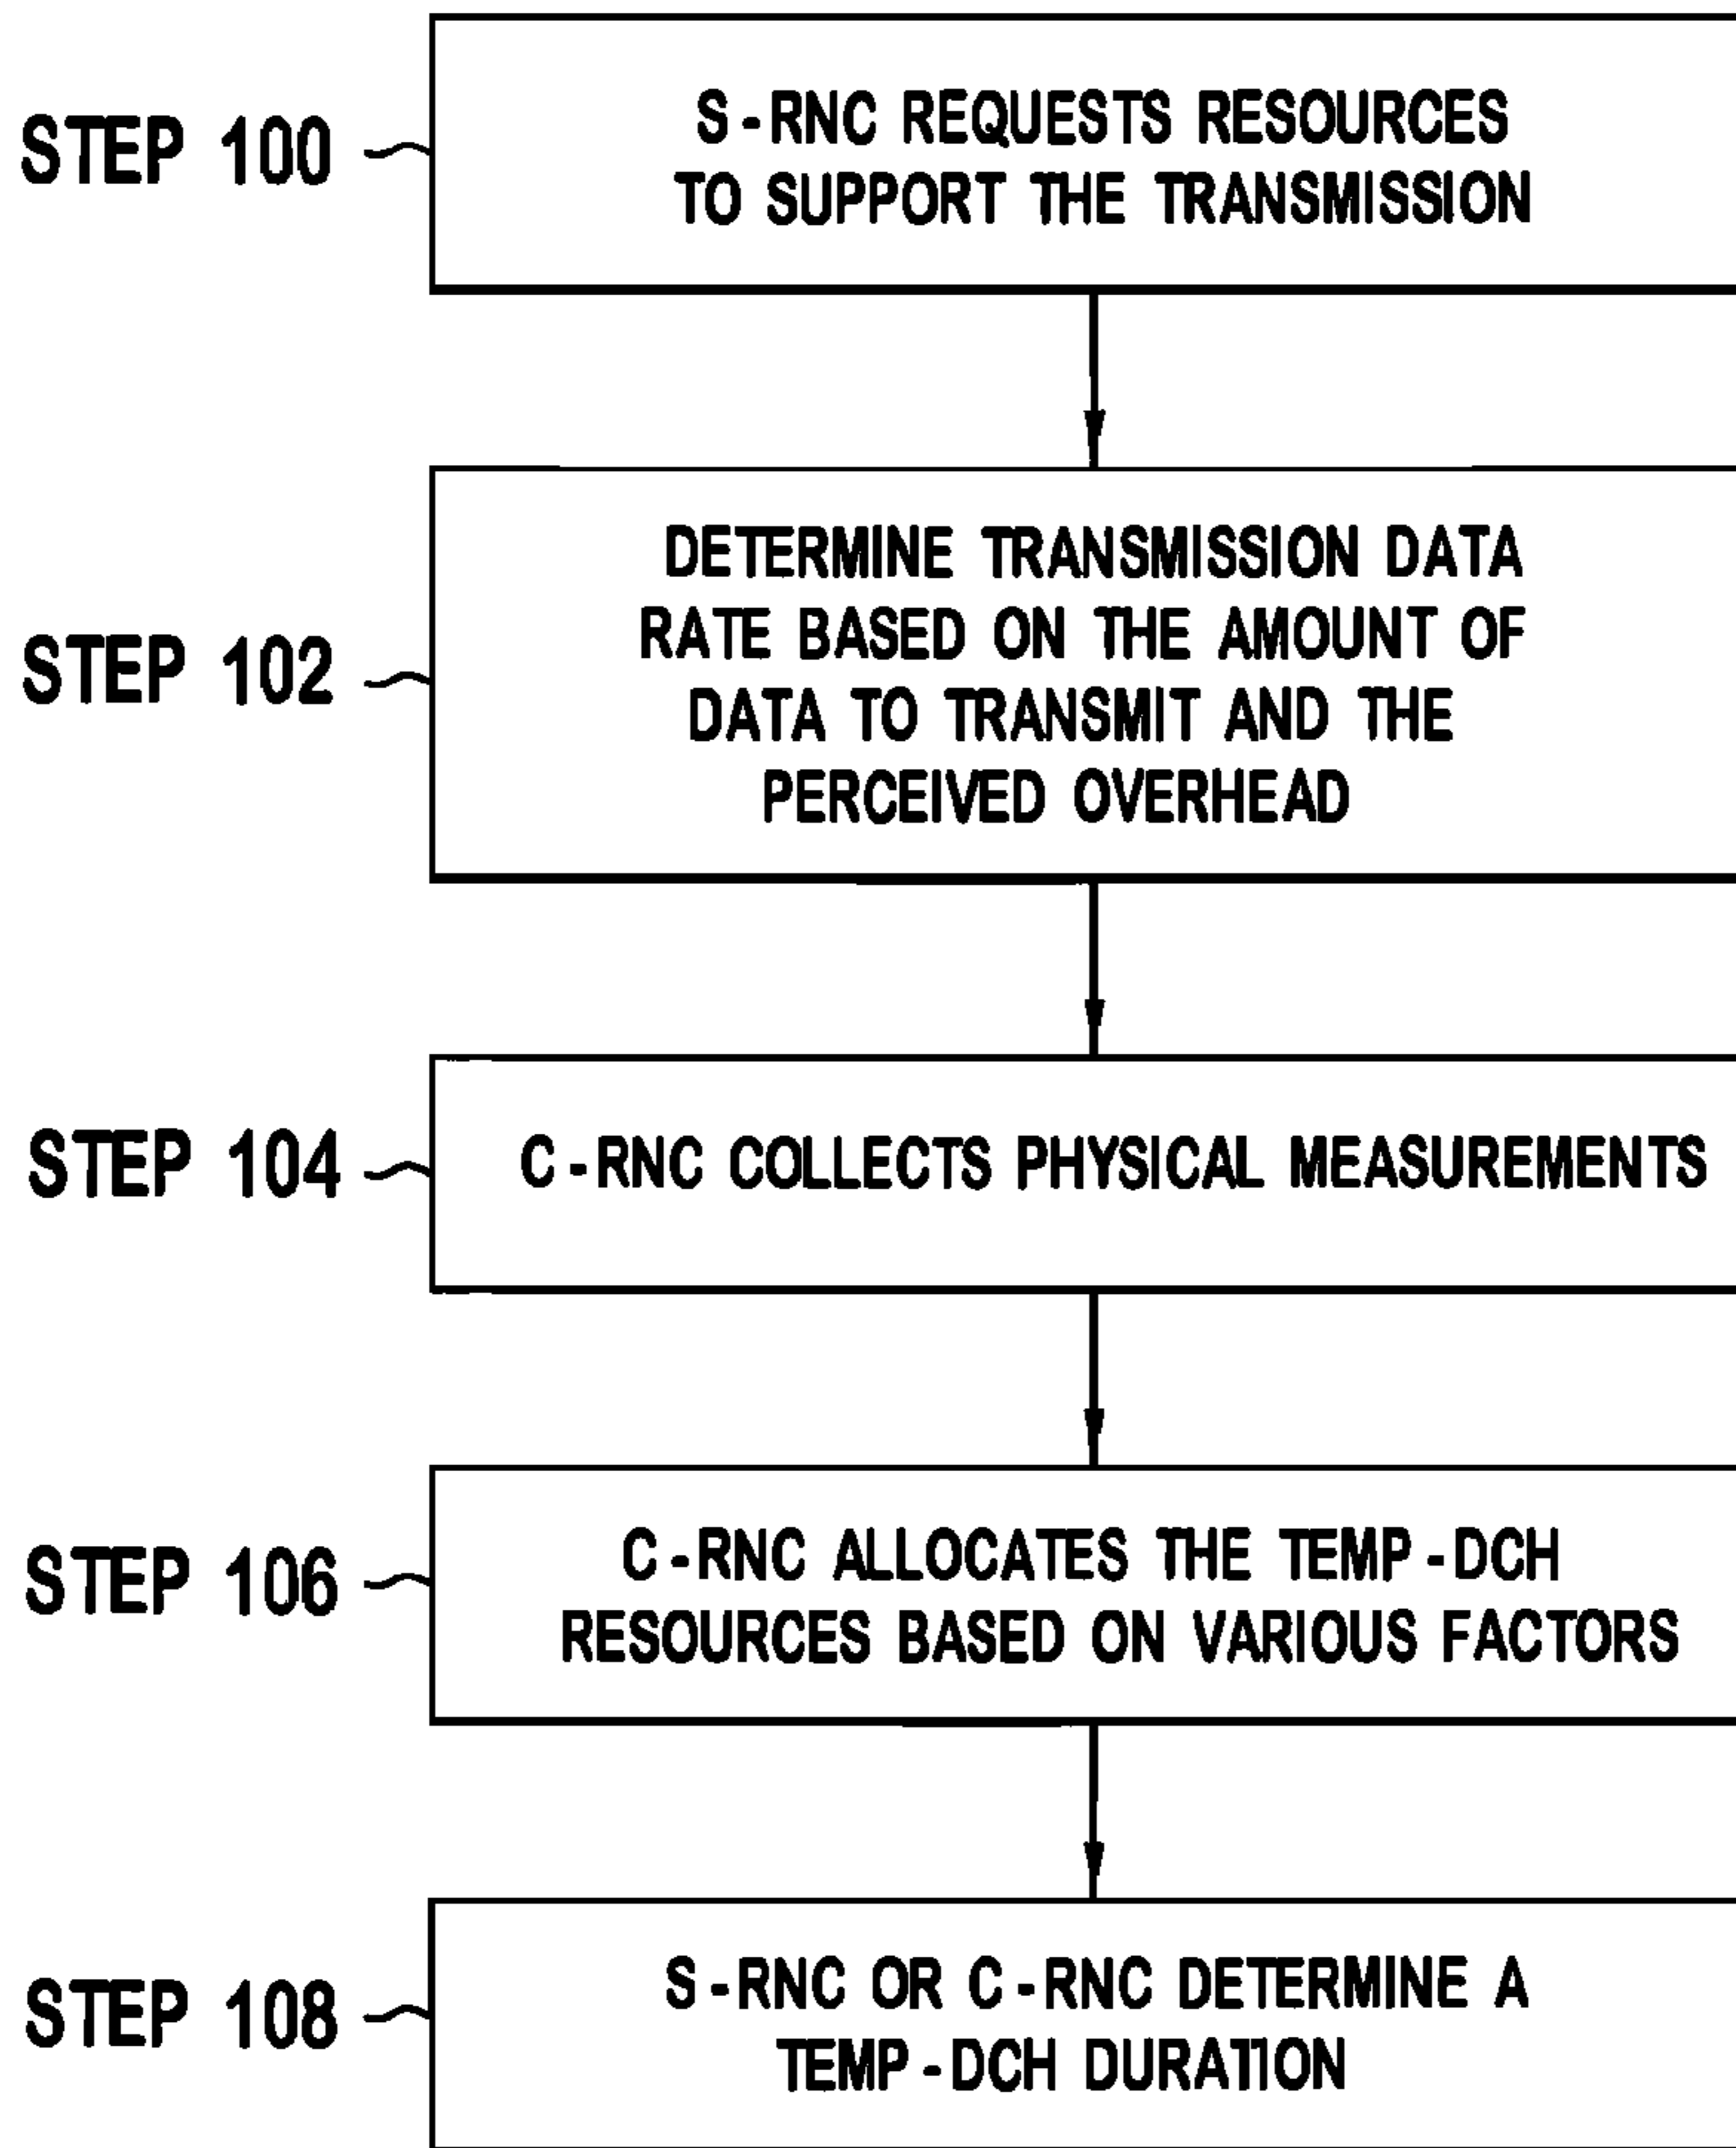 STEP 100
S-RNC REQUESTS RESOURCES
TO SUPPORT THE TRANSMISSION
STEP 102
DETERMINE TRANSMISSION DATA
RATE BASED ON THE AMOUNT OF
DATA TO TRANSMIT AND THE
PERCEIVED OVERHEAD
STEP 104
C-RNC COLLECTS PHYSICAL MEASUREMENTS
STEP 106
C-RNC ALLOCATES THE TEMP-DCH
RESOURCES BASED ON VARIOUS FACTORS
STEP 108
S-RNC OR C-RNC DETERMINE A
TEMP-DCH DURATION